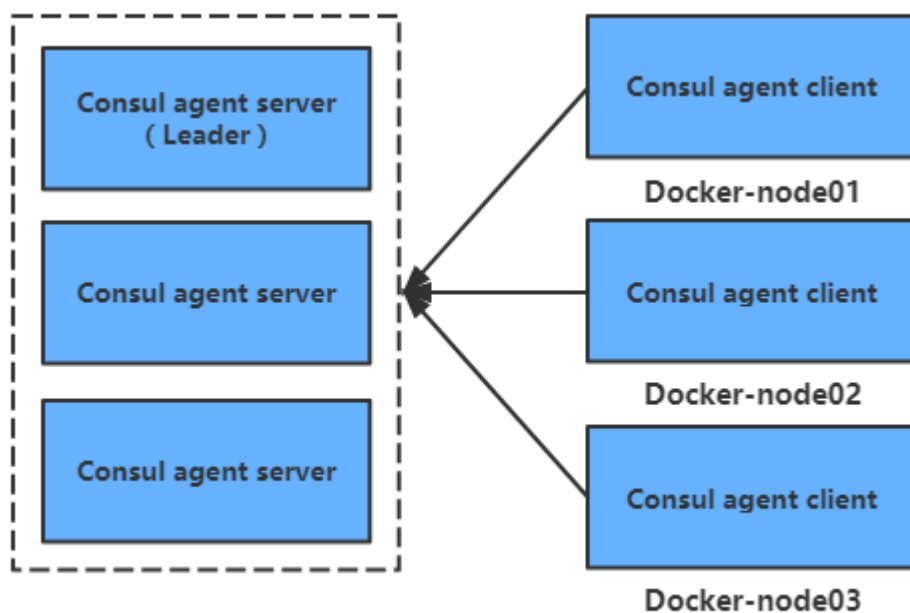 Consul agent server
( Leader )
Consul agent server
Consul agent server
Consul agent client
Docker-node01
Consul agent client
Docker-node02
Consul agent client
Docker-node03